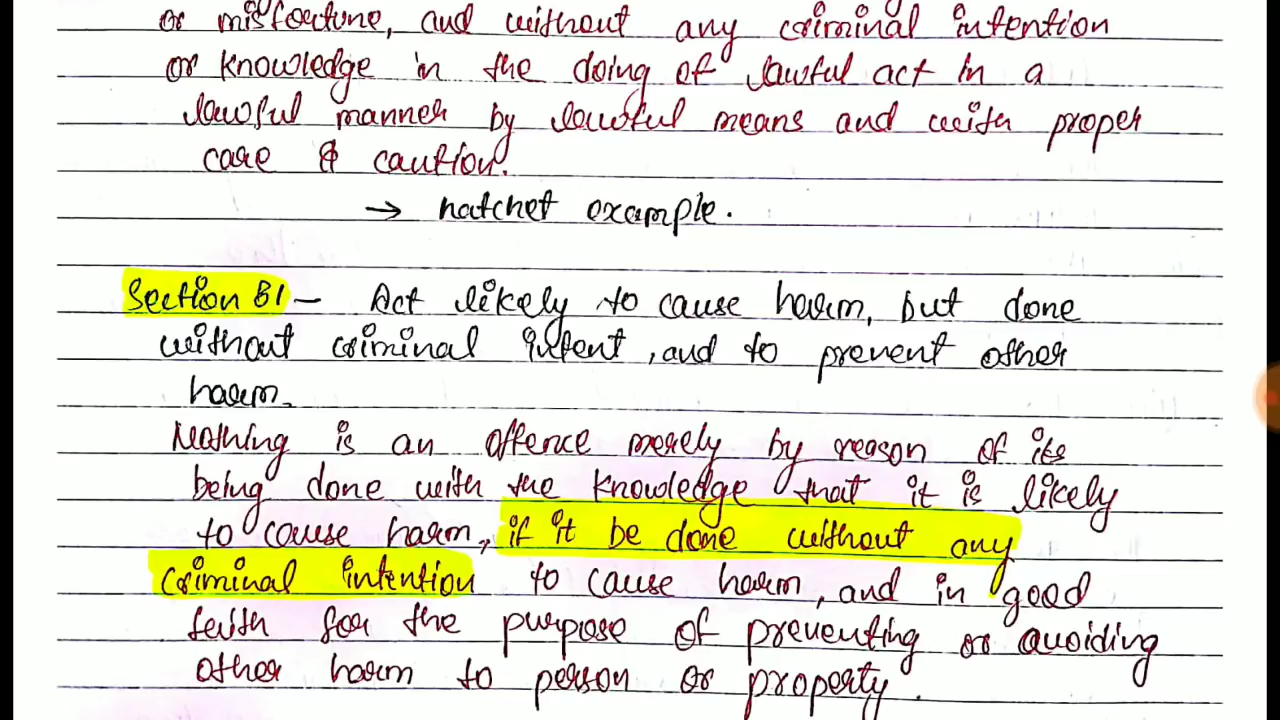 or misfortune, and without any criminal intention
or knowledge in the doing of lawful act in a
lawful manner by lawful means and with proper
care & caution.
→ hatchet example.
Section 81 - Act likely to cause harm, but done
without criminal intent, and to prevent other
harm.
Nothing is an offence merely by reason of its
being done with the knowledge that it is likely
to cause harm, if it be done without any
criminal intention to cause harm, and in good
faith for the purpose of preventing or avoiding
other harm to person or property.